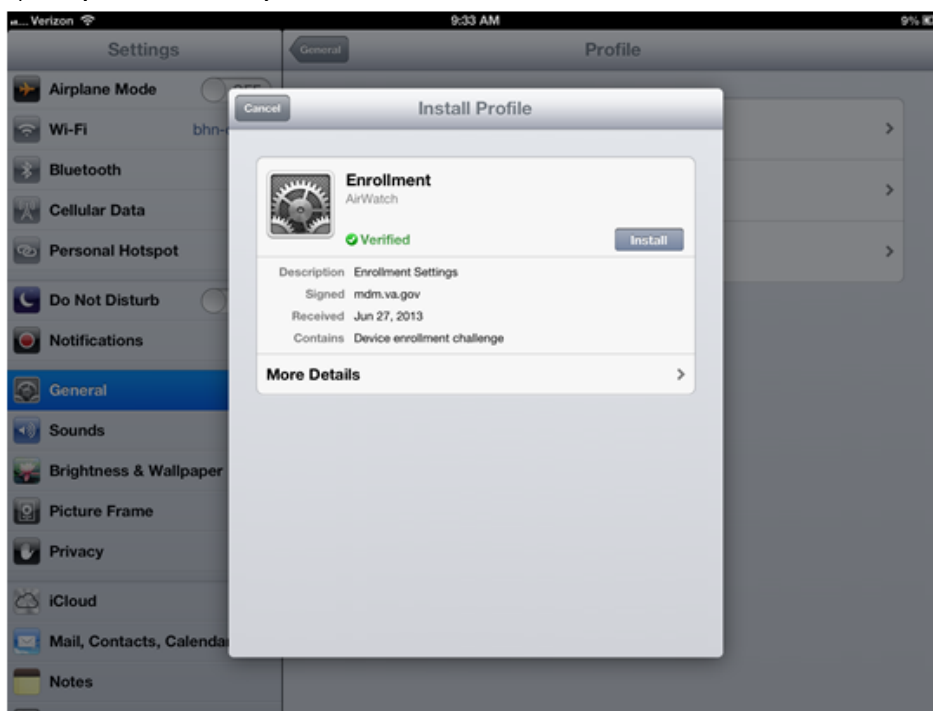 Verizon
9:33 AM
9%
Settings
General
Profile
Airplane Mode
Wi-Fi
Bluetooth
Cellular Data
Personal Hotspot
Do Not Disturb
Notifications
General
Sounds
Brightness & Wallpaper
Picture Frame
Privacy
iCloud
Mail, Contacts, Calenda
Notes
Cancel
Install Profile
Enrollment
AirWatch
Verified
Install
Description Enrollment Settings
Signed mdm.va.gov
Received Jun 27, 2013
Contains Device enrollment challenge
More Details